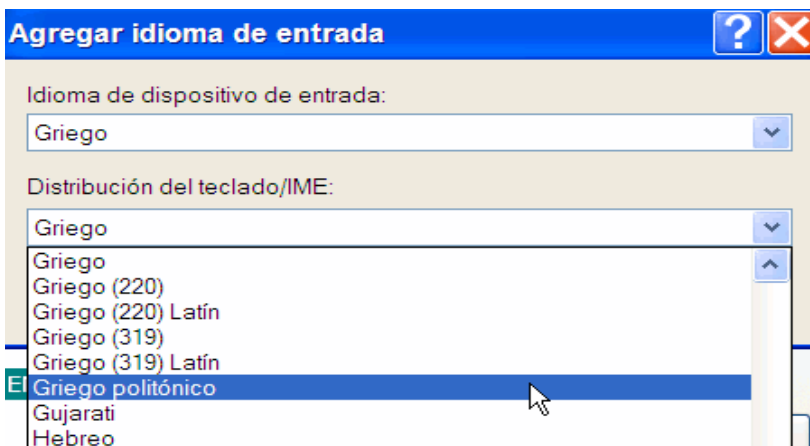 Agregar idioma de entrada
Idioma de dispositivo de entrada:
Griego
Distribución del teclado/IME:
Griego
Griego
Griego (220)
Griego (220) Latín
Griego (319)
Griego (319) Latín
Griego politónico
Gujarati
Hebreo